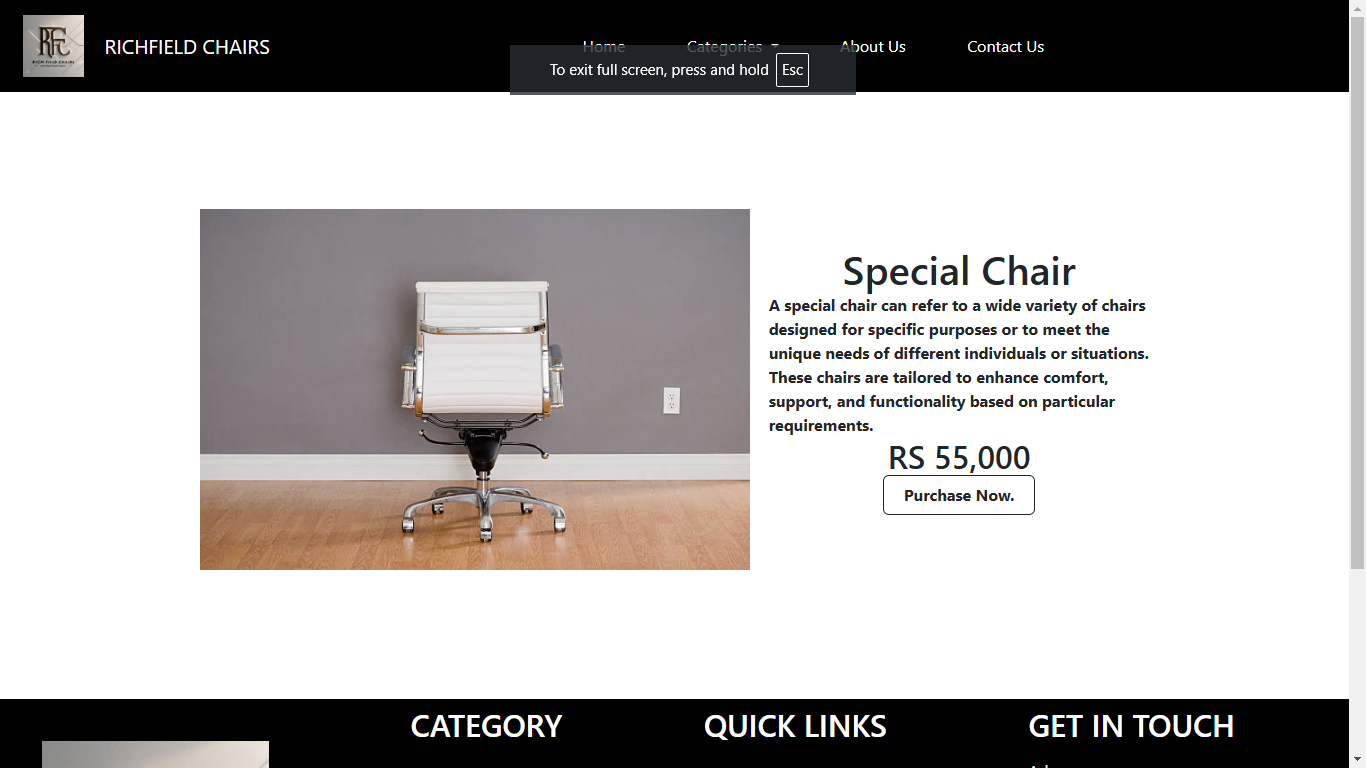 RFC
RICHFIELD CHAIRS
Home
Categories
About Us
Contact Us
To exit full screen, press and hold Esc
Special Chair
A special chair can refer to a wide variety of chairs
designed for specific purposes or to meet the
unique needs of different individuals or situations.
These chairs are tailored to enhance comfort,
support, and functionality based on particular
requirements.
RS 55,000
Purchase Now.
CATEGORY
QUICK LINKS
GET IN TOUCH